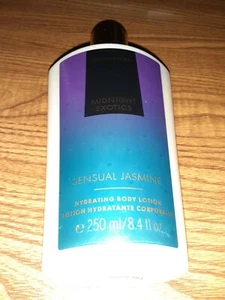 MIDNIGHT
EXOTICS
SENSUAL JASMINE
HYDRATING BODY LOTION
LOTION HYDRATANTE CORPORELLE
℮ 250 ml/8.4 fl oz